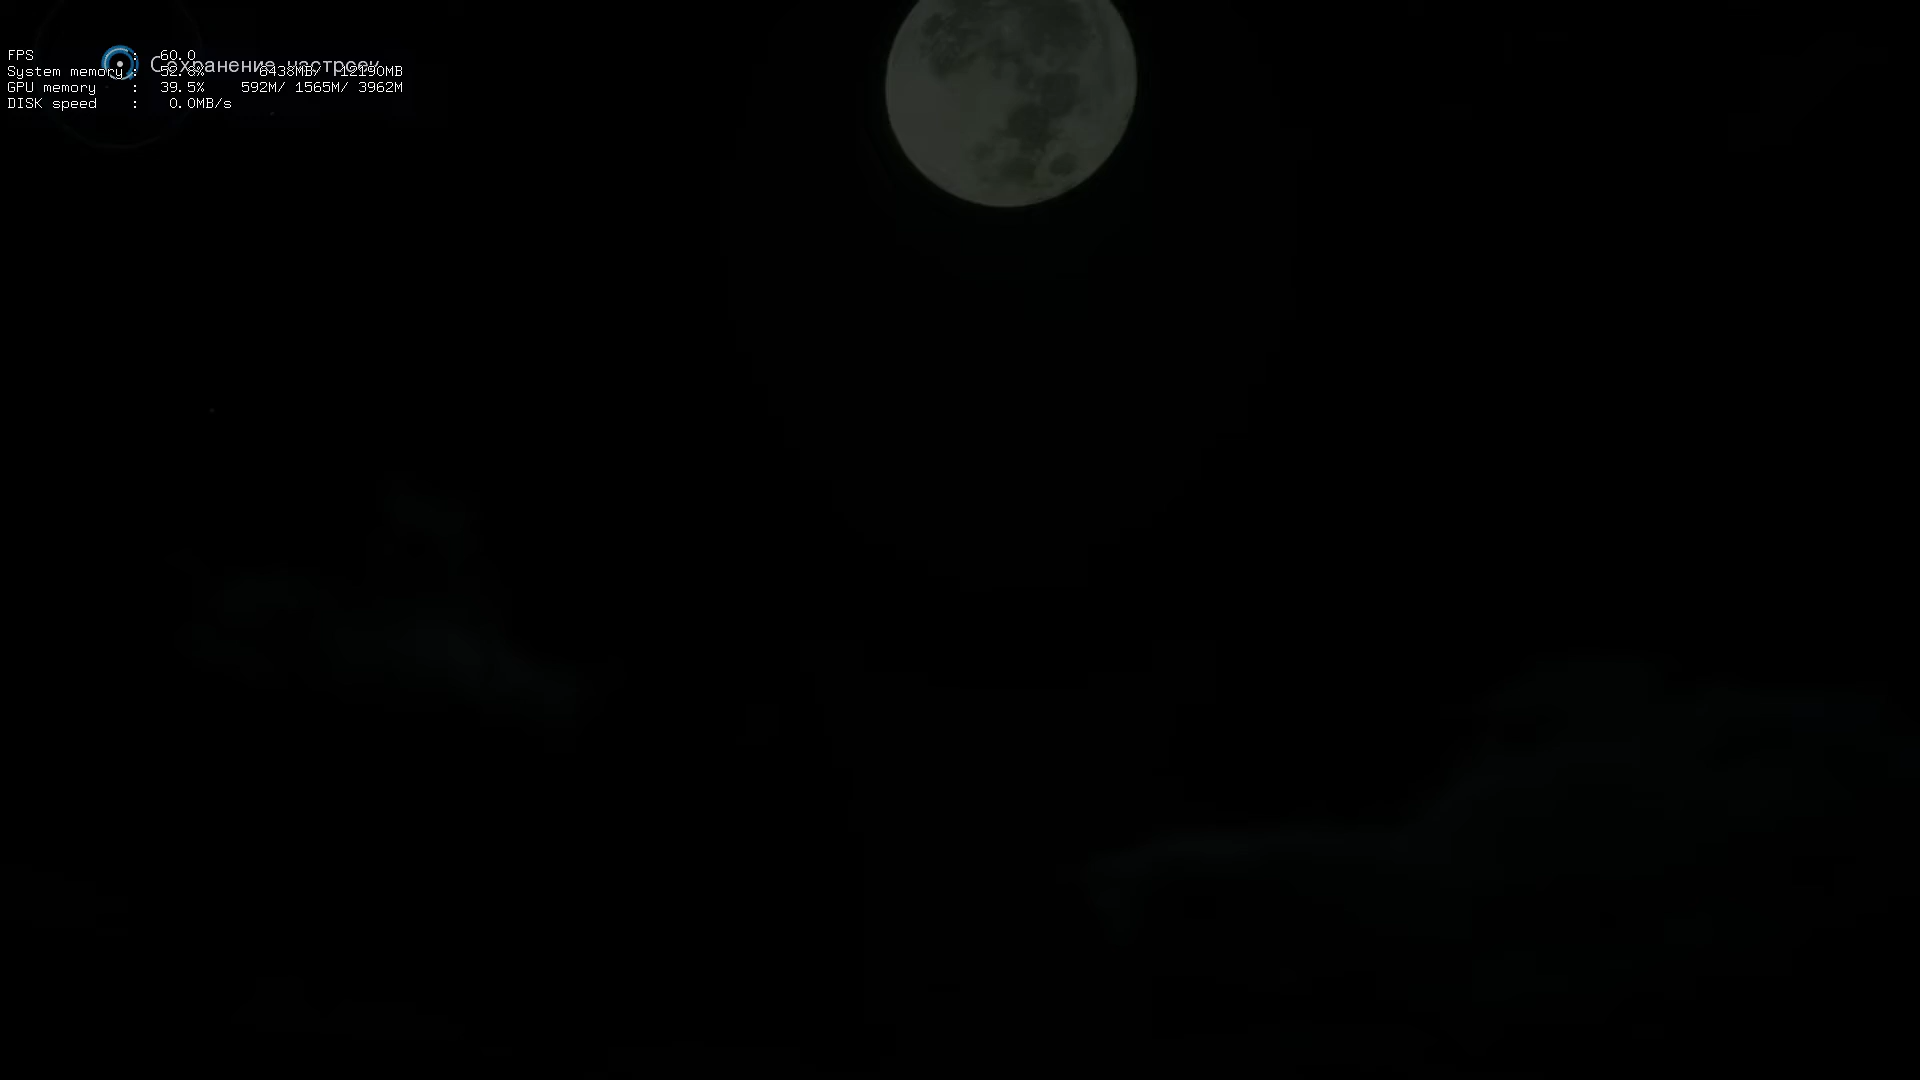 FPS : 60.0
Сохранение настроек
System memory : 52.8% 6438MB/ 12190MB
GPU memory : 39.5% 592M/ 1565M/ 3962M
DISK speed : 0.0MB/s